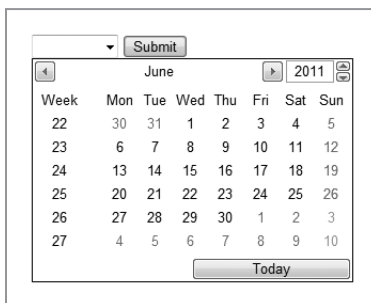 Submit
June 2011
Week Mon Tue Wed Thu Fri Sat Sun
22 30 31 1 2 3 4 5
23 6 7 8 9 10 11 12
24 13 14 15 16 17 18 19
25 20 21 22 23 24 25 26
26 27 28 29 30 1 2 3
27 4 5 6 7 8 9 10
Today